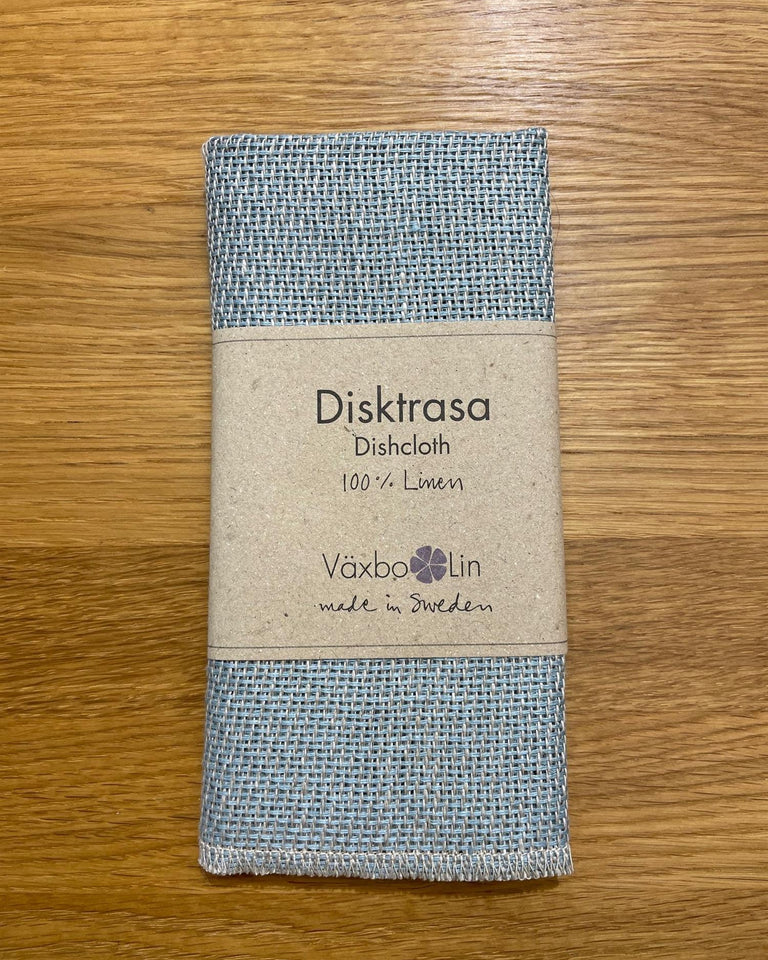 Disktrasa
Dishcloth
100% Linen
Växbo Lin
made in Sweden